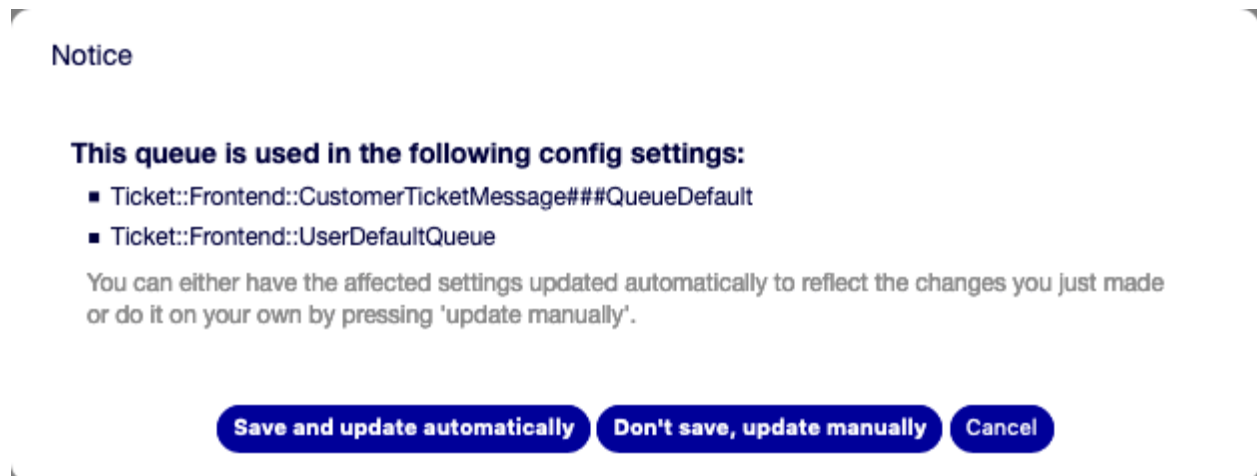 Notice
This queue is used in the following config settings:
▪ Ticket::Frontend::CustomerTicketMessage###QueueDefault
▪ Ticket::Frontend::UserDefaultQueue
You can either have the affected settings updated automatically to reflect the changes you just made
or do it on your own by pressing 'update manually'.
Save and update automatically Don't save, update manually Cancel